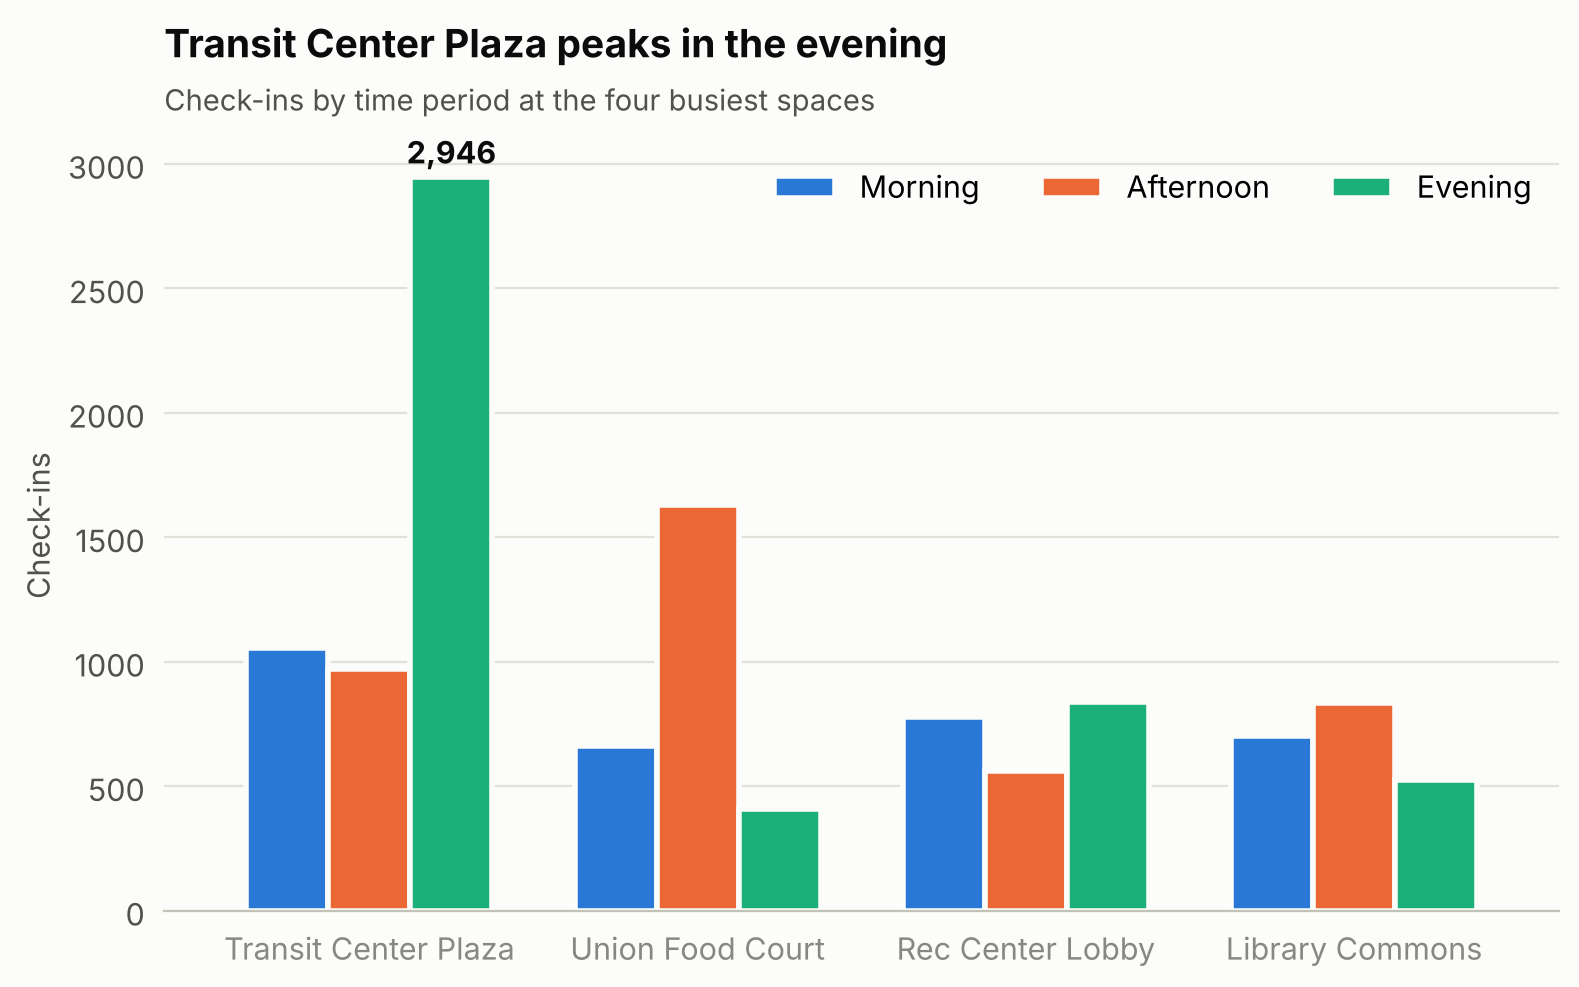 Transit Center Plaza peaks in the evening
Check-ins by time period at the four busiest spaces
2,946
Morning Afternoon Evening
3000
2500
2000
1500
1000
500
0
Check-ins
Transit Center Plaza Union Food Court Rec Center Lobby Library Commons